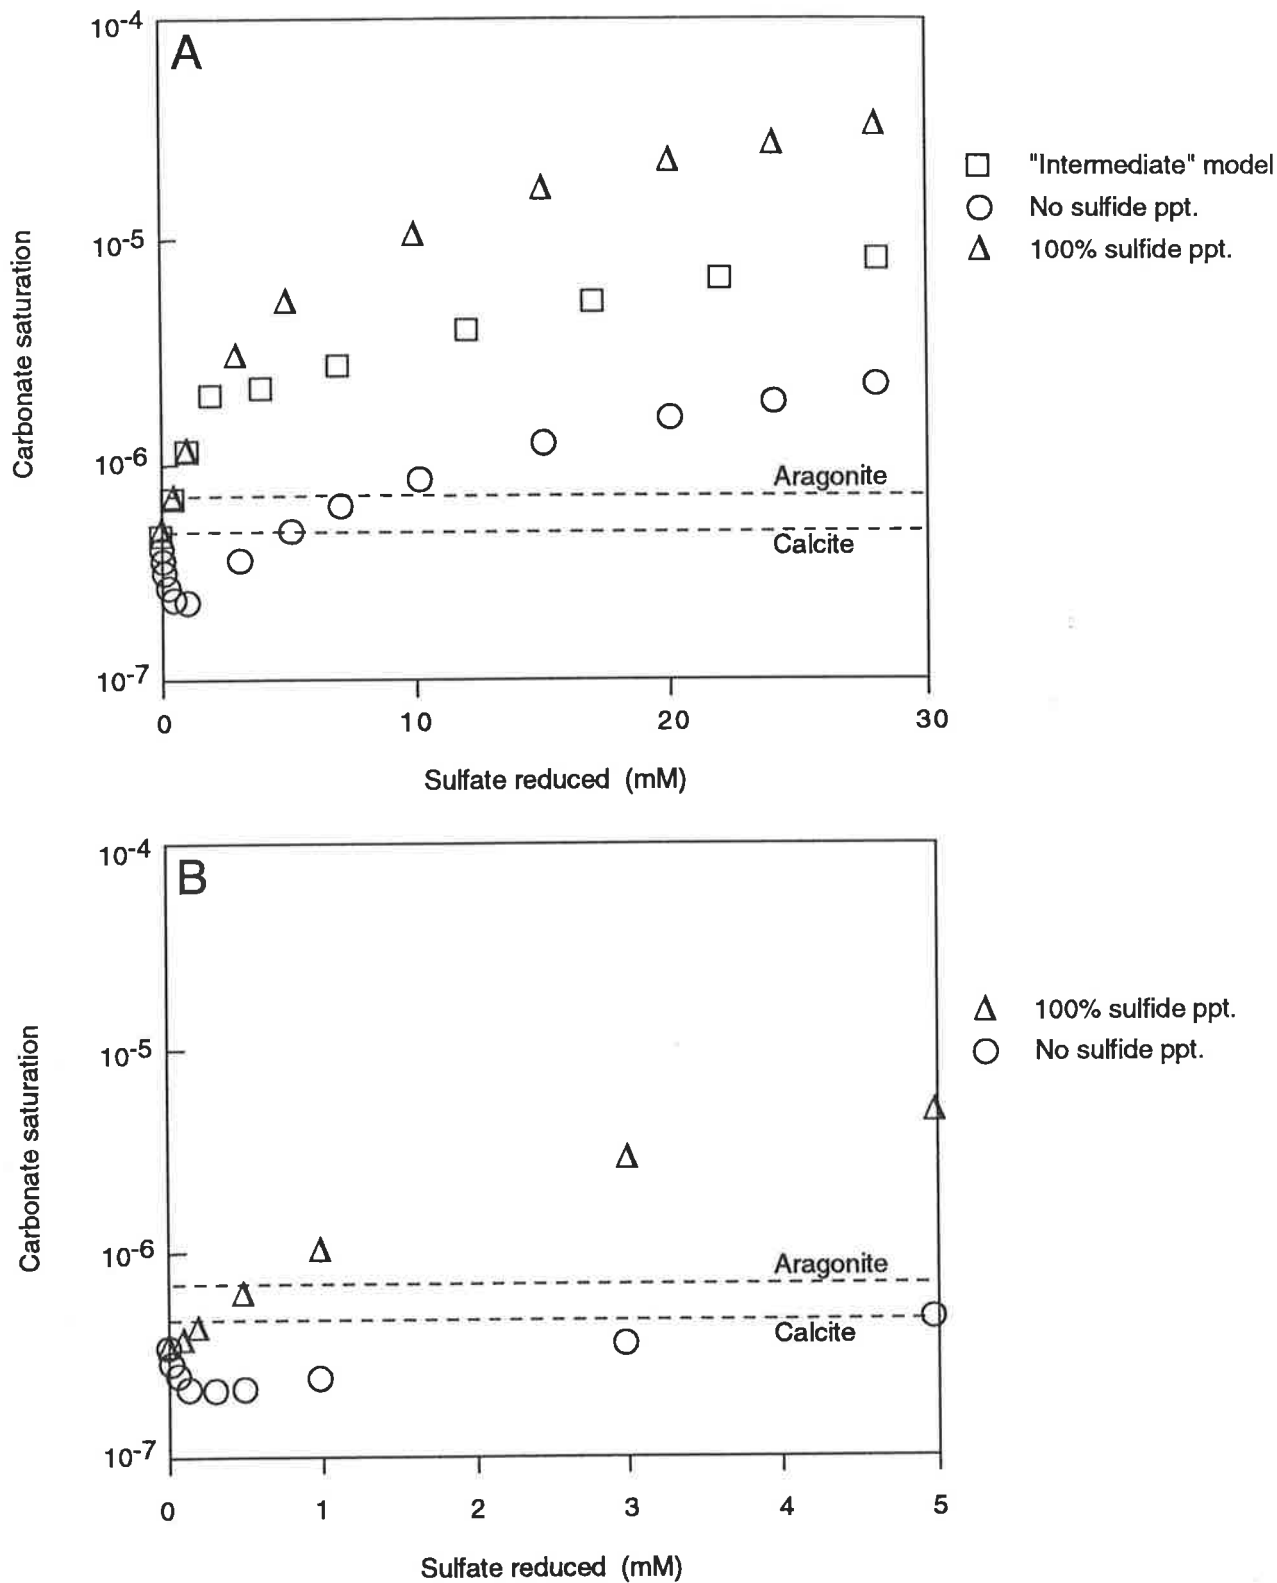 10-4
A
"Intermediate" model
No sulfide ppt.
100% sulfide ppt.
10-5
Carbonate saturation
10-6
Aragonite
Calcite
10-7
0 10 20 30
Sulfate reduced (mM)
10-4
B
100% sulfide ppt.
No sulfide ppt.
10-5
Carbonate saturation
10-6
Aragonite
Calcite
10-7
0 1 2 3 4 5
Sulfate reduced (mM)